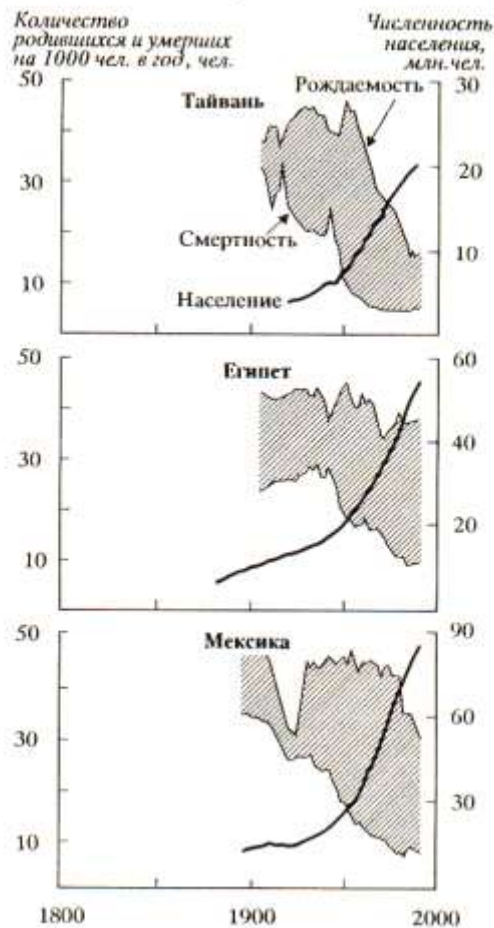 Количество
родившихся и умерших
на 1000 чел. в год, чел.
Численность
населения,
млн. чел.
50
30
10
30
20
10
Тайвань
Рождаемость
Смертность
Население
50
30
10
60
40
20
Египет
50
30
10
90
60
30
Мексика
1800
1900
2000